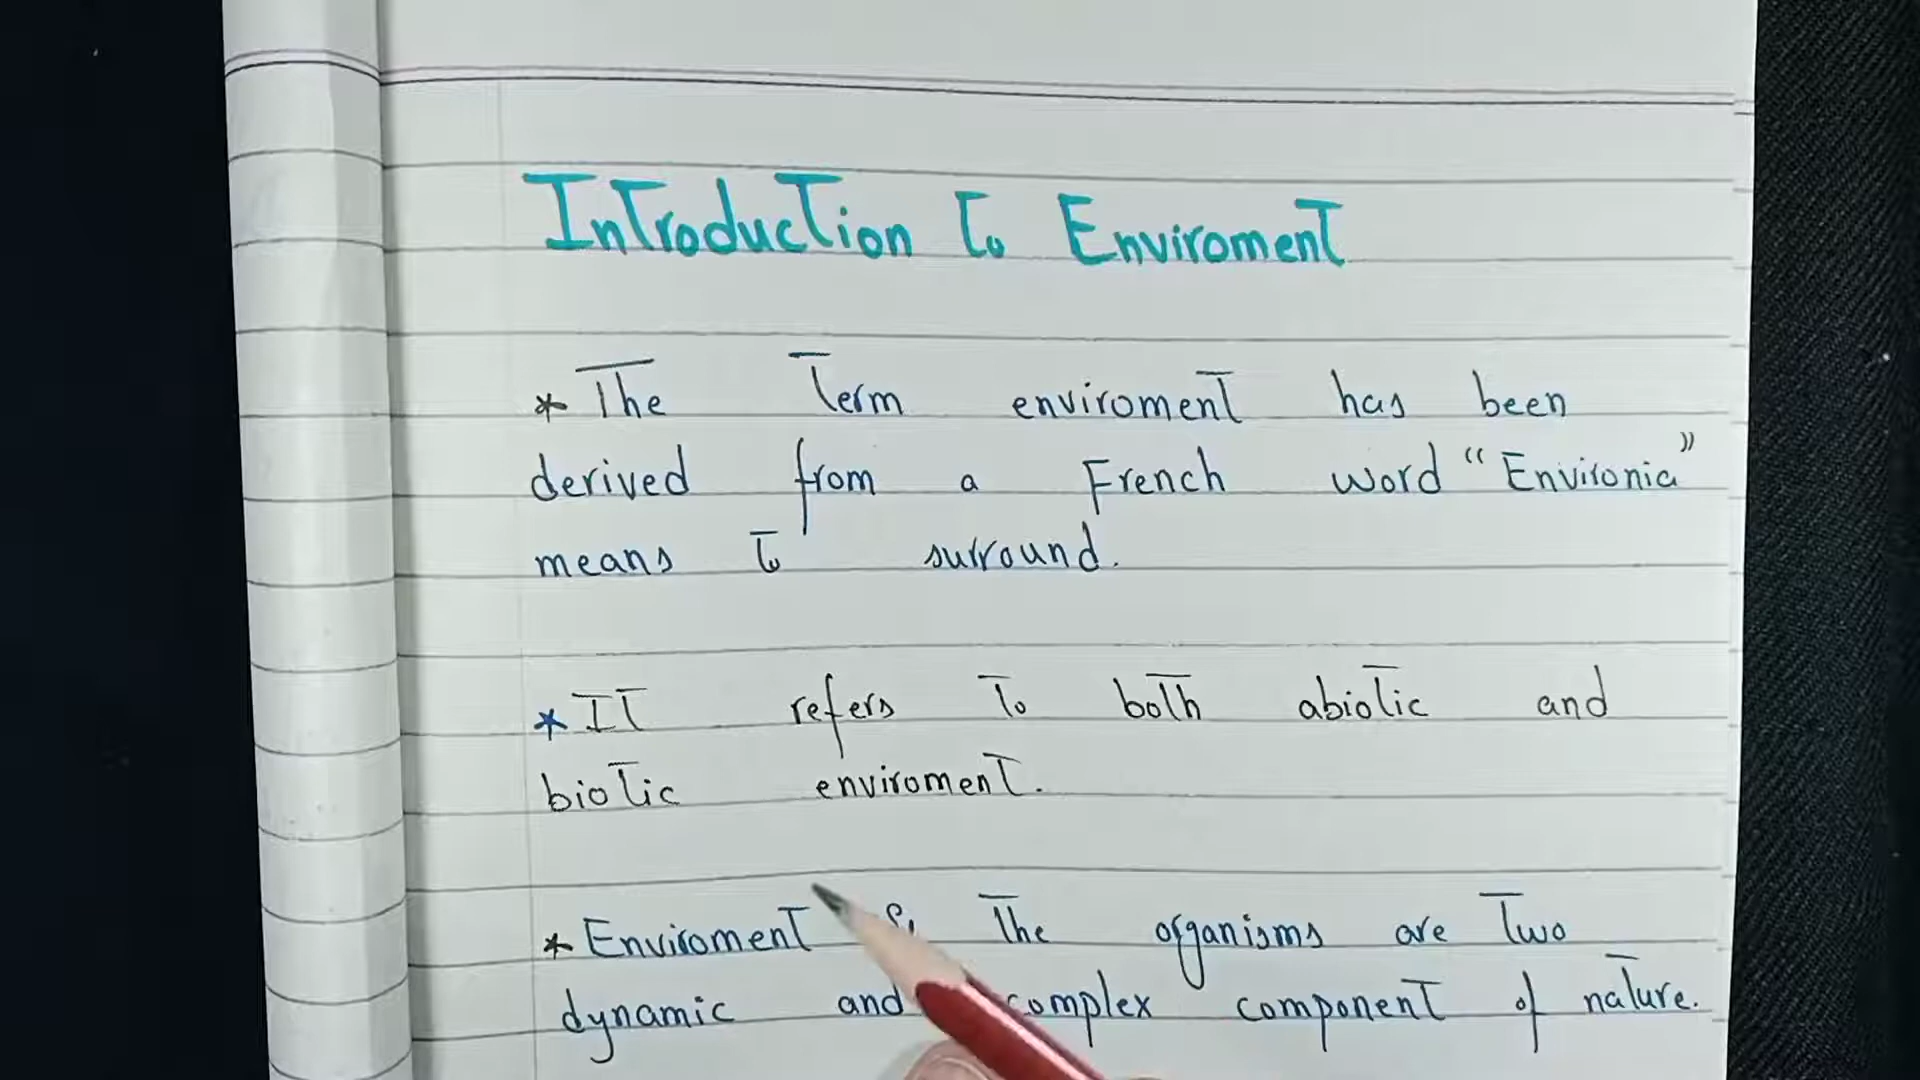 Introduction to Enviroment
* The term enviroment has been
derived from a French word “Environia”
means to surround.
* It refers to both abiotic and
biotic enviroment.
* Enviroment & the organisms are two
dynamic and complex component of nature.